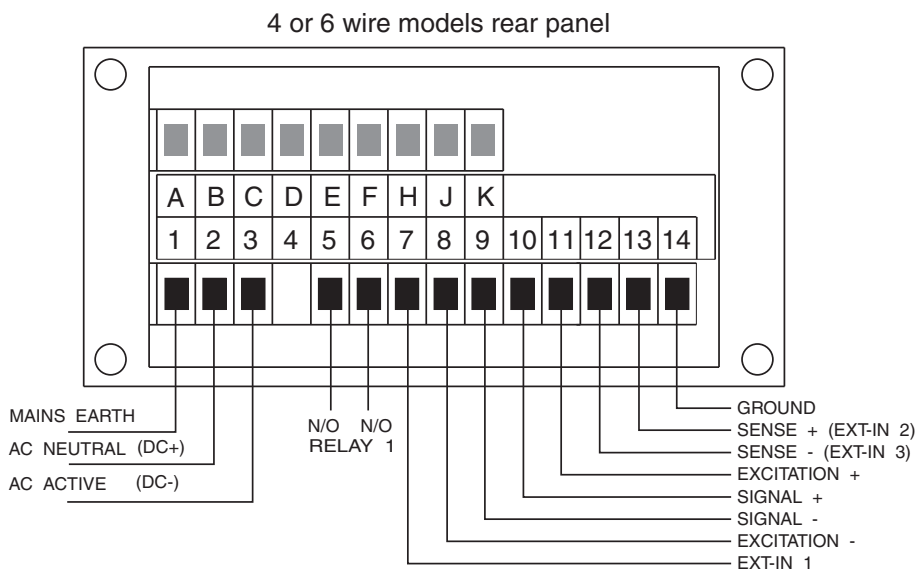 4 or 6 wire models rear panel
A B C D E F H J K
1 2 3 4 5 6 7 8 9 10 11 12 13 14
MAINS EARTH
AC NEUTRAL (DC+)
AC ACTIVE (DC-)
N/O N/O
RELAY 1
GROUND
SENSE + (EXT-IN 2)
SENSE - (EXT-IN 3)
EXCITATION +
SIGNAL +
SIGNAL -
EXCITATION -
EXT-IN 1